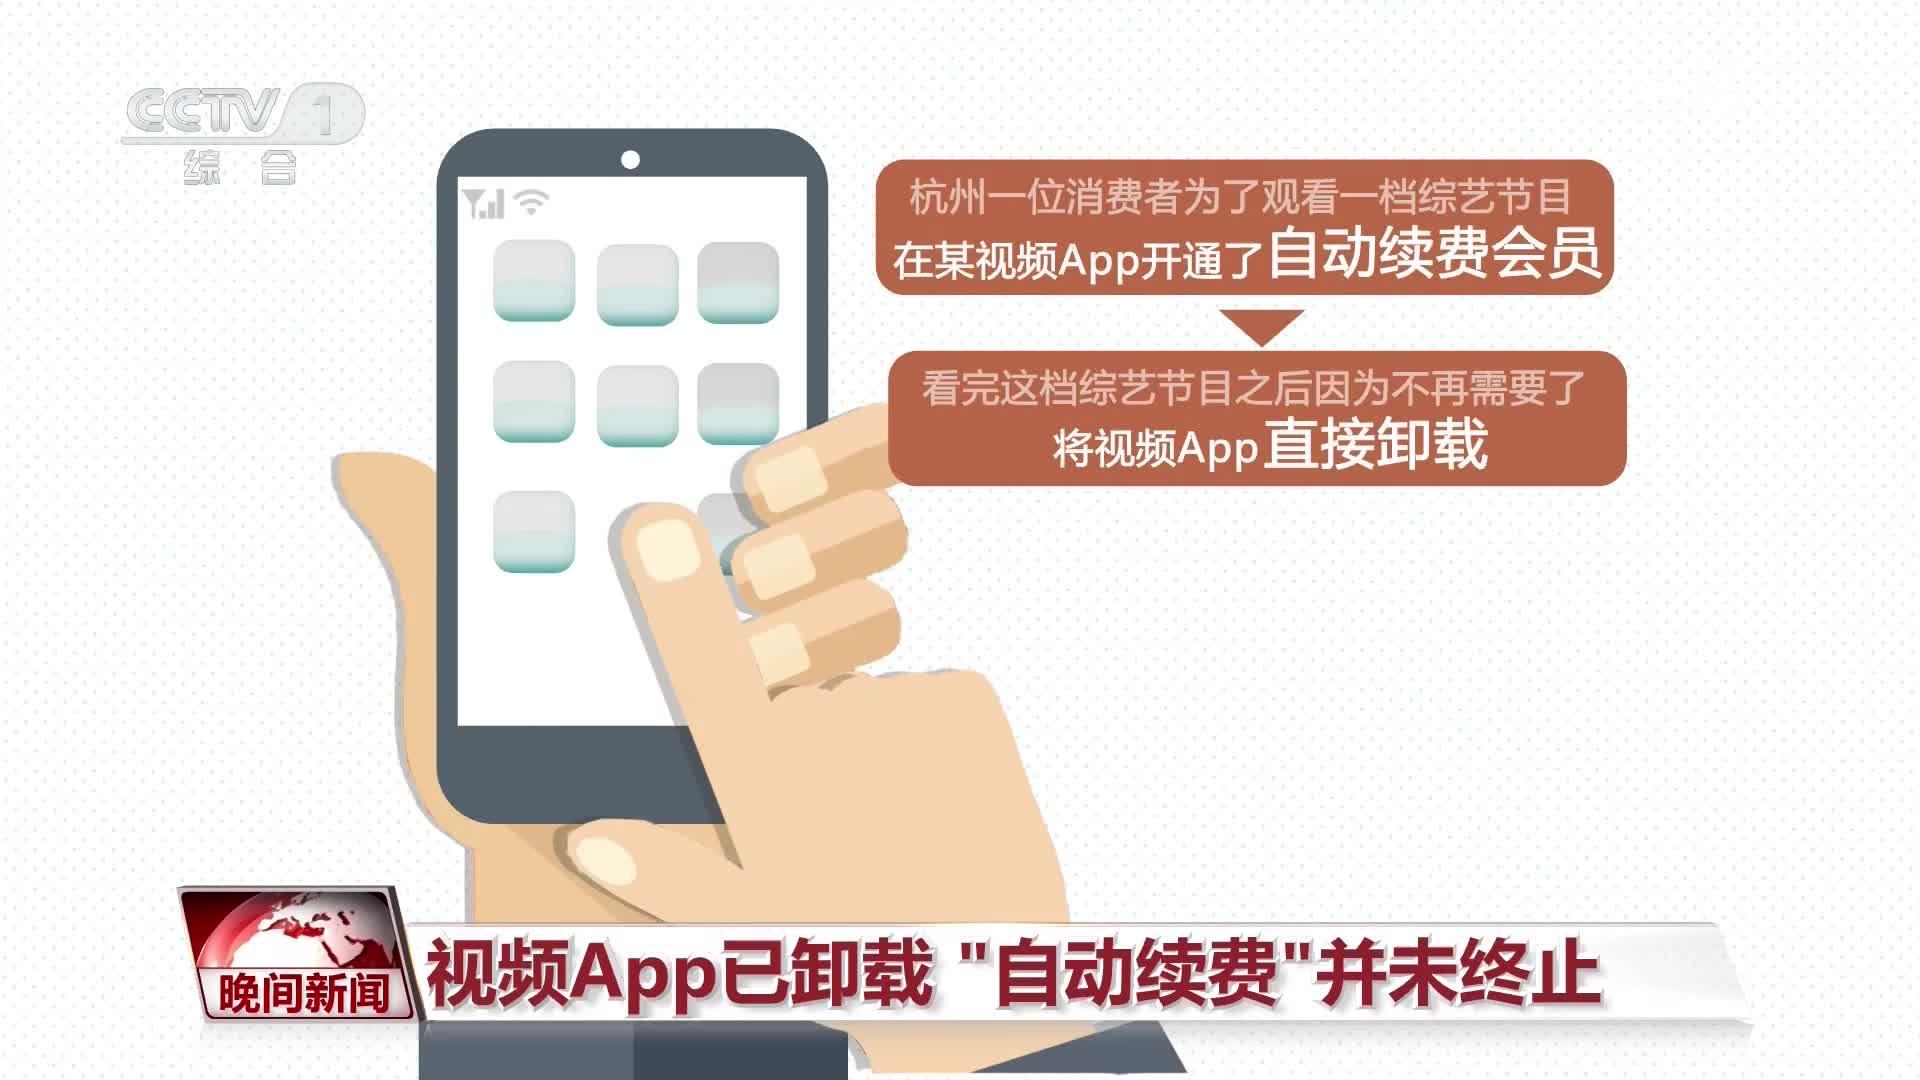 CCTV 1
综 合
杭州一位消费者为了观看一档综艺节目
在某视频App开通了自动续费会员
看完这档综艺节目之后因为不再需要了
将视频App直接卸载
晚间新闻
视频App已卸载 "自动续费"并未终止